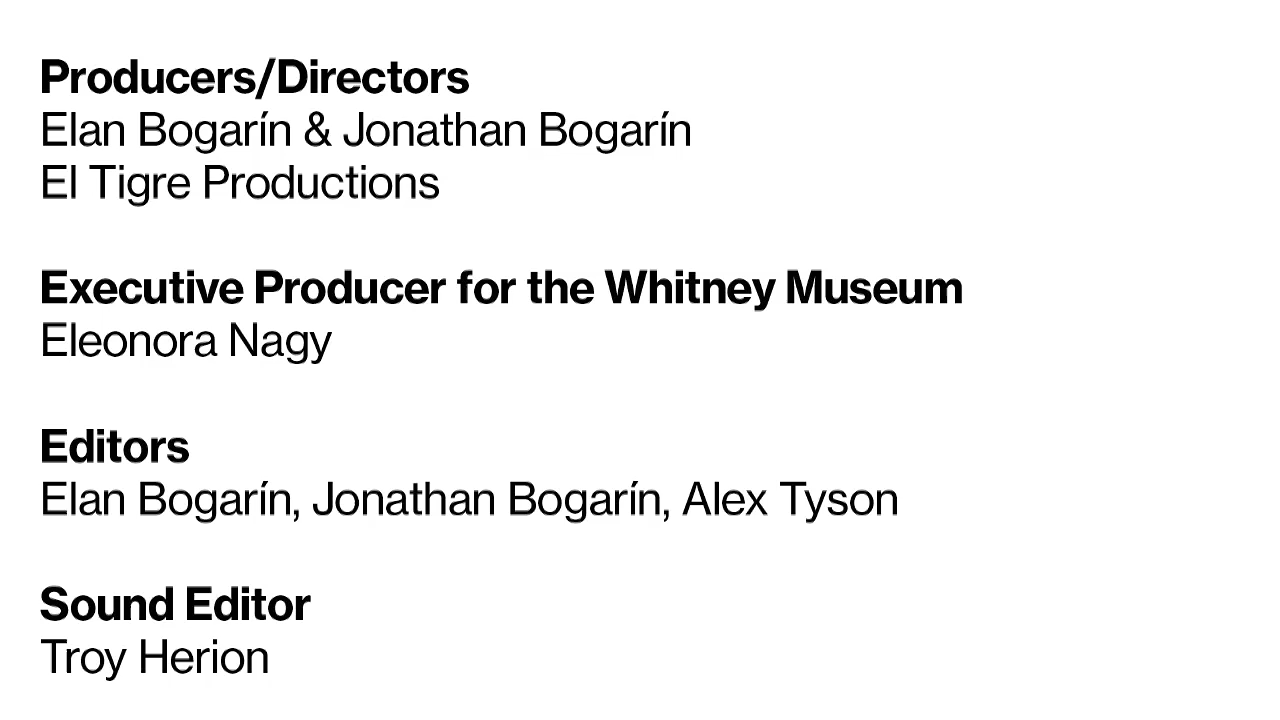 Producers/Directors
Elan Bogarín & Jonathan Bogarín
El Tigre Productions
Executive Producer for the Whitney Museum
Eleonora Nagy
Editors
Elan Bogarín, Jonathan Bogarín, Alex Tyson
Sound Editor
Troy Herion